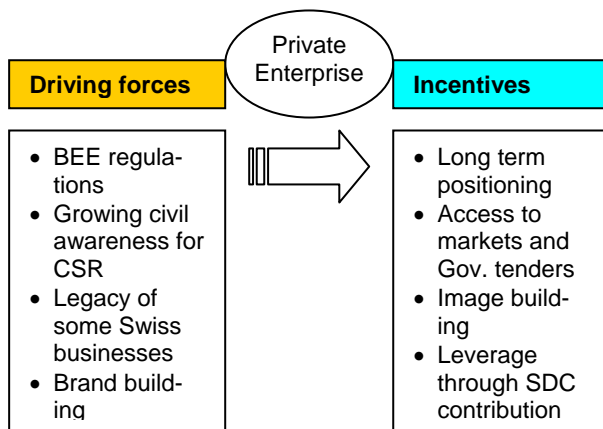 Private
Enterprise
Driving forces
Incentives
• BEE regula-
tions
• Growing civil
awareness for
CSR
• Legacy of
some Swiss
businesses
• Brand build-
ing
• Long term
positioning
• Access to
markets and
Gov. tenders
• Image build-
ing
• Leverage
through SDC
contribution